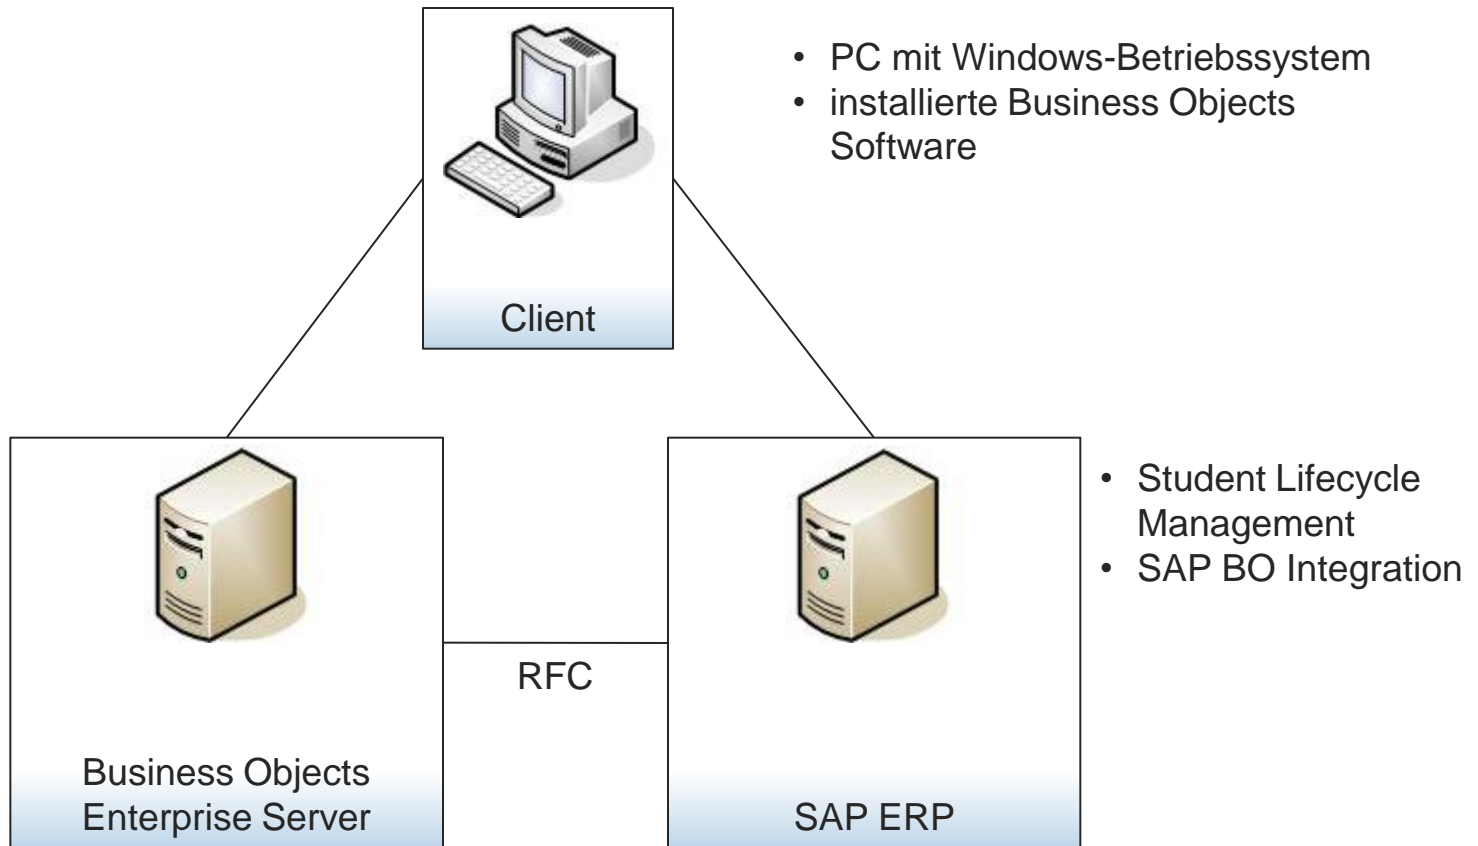 • PC mit Windows-Betriebssystem
• installierte Business Objects
Software
Client
• Student Lifecycle
Management
• SAP BO Integration
RFC
Business Objects
Enterprise Server
SAP ERP